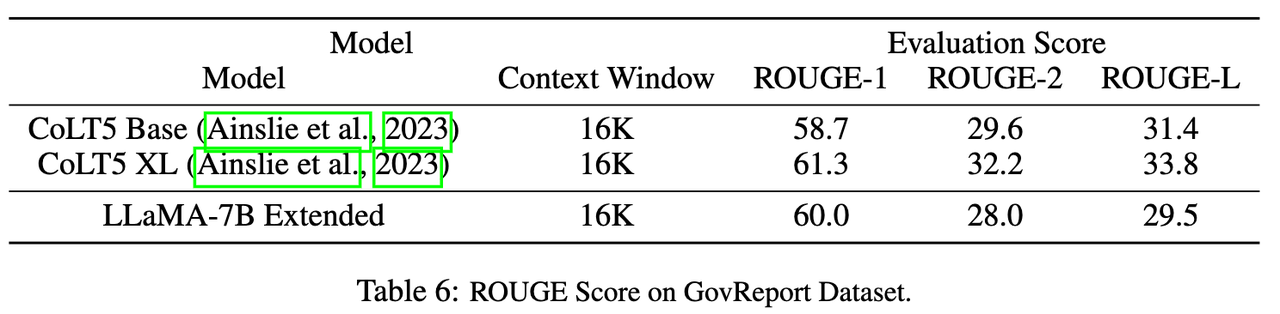 Model Evaluation Score
Model Context Window ROUGE-1 ROUGE-2 ROUGE-L
CoLT5 Base (Ainslie et al., 2023) 16K 58.7 29.6 31.4
CoLT5 XL (Ainslie et al., 2023) 16K 61.3 32.2 33.8
LLaMA-7B Extended 16K 60.0 28.0 29.5
Table 6: ROUGE Score on GovReport Dataset.